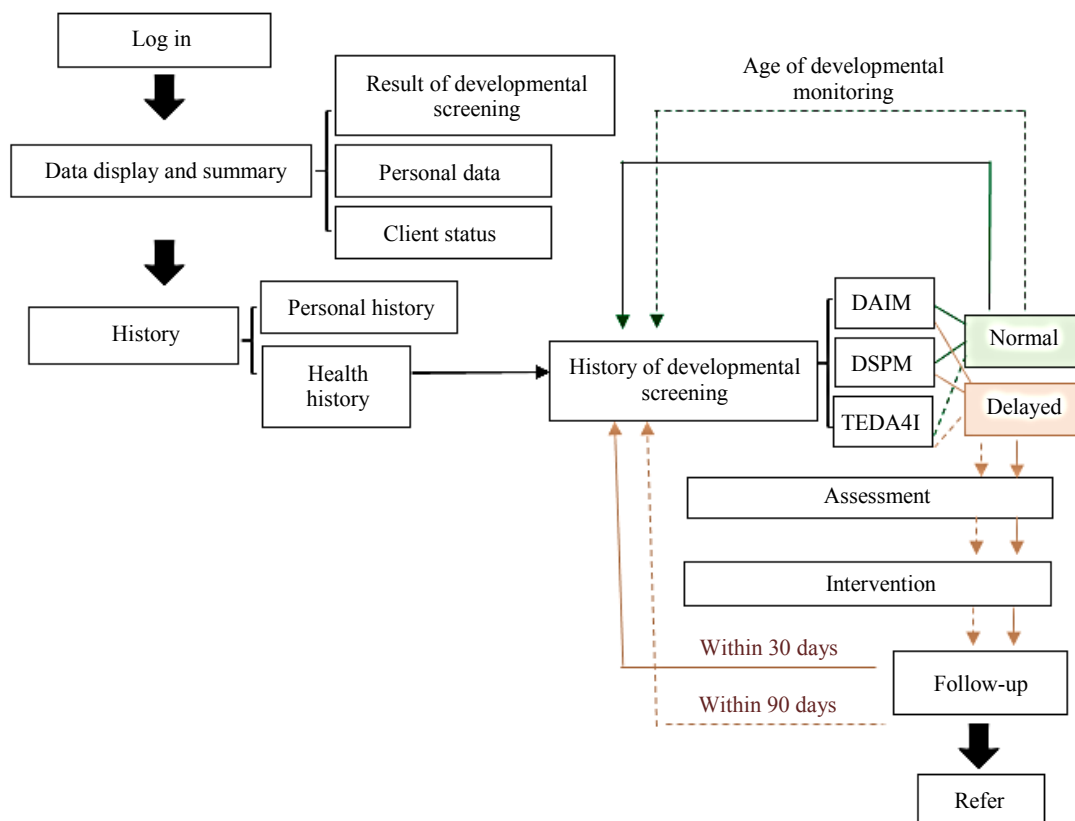 Log in
Data display and summary
Result of developmental
screening
Personal data
Client status
Age of developmental
monitoring
History
Personal history
Health
history
History of developmental
screening
DAIM
DSPM
TEDA4I
Normal
Delayed
Assessment
Intervention
Within 30 days
Within 90 days
Follow-up
Refer